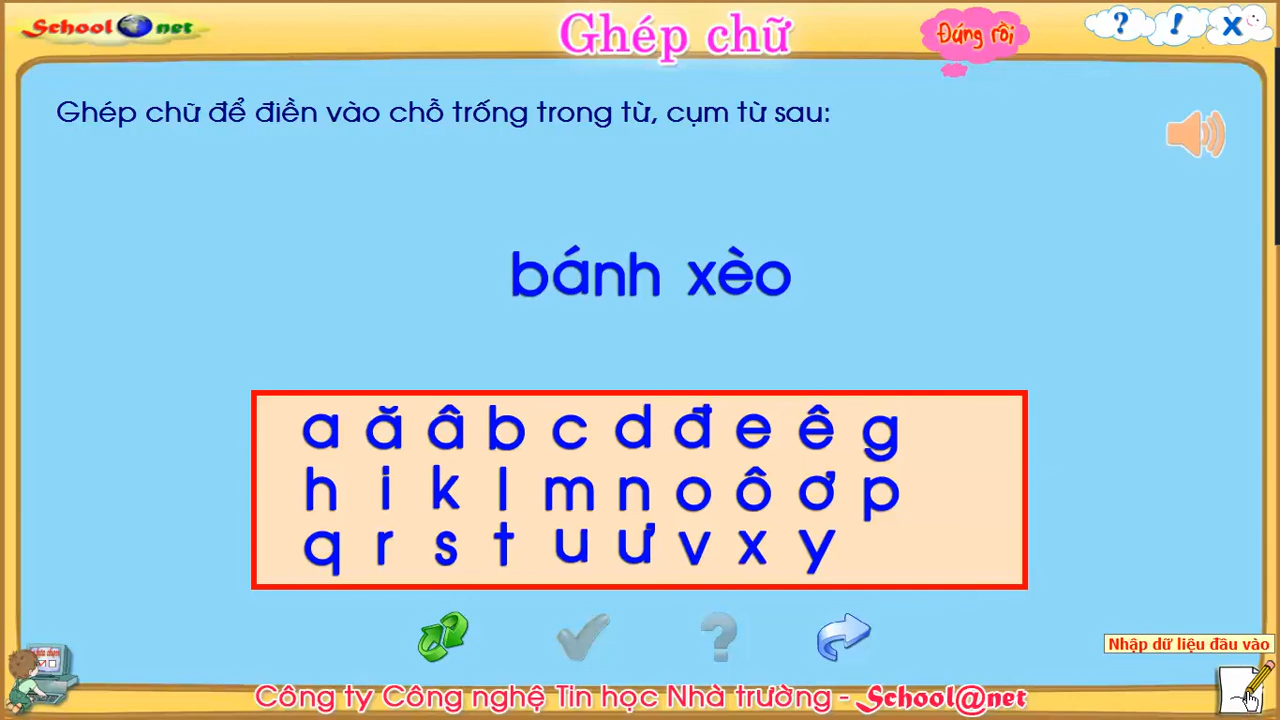 School net
Ghép chữ
Đúng rồi
? ! x
Ghép chữ để điền vào chỗ trống trong từ, cụm từ sau:
bánh xèo
a ă â b c d đ e ê g
h i k l m n o ô ơ p
q r s t u ư v x y
?
Nhập dữ liệu đầu vào
Công ty Công nghệ Tin học Nhà trường - School@net